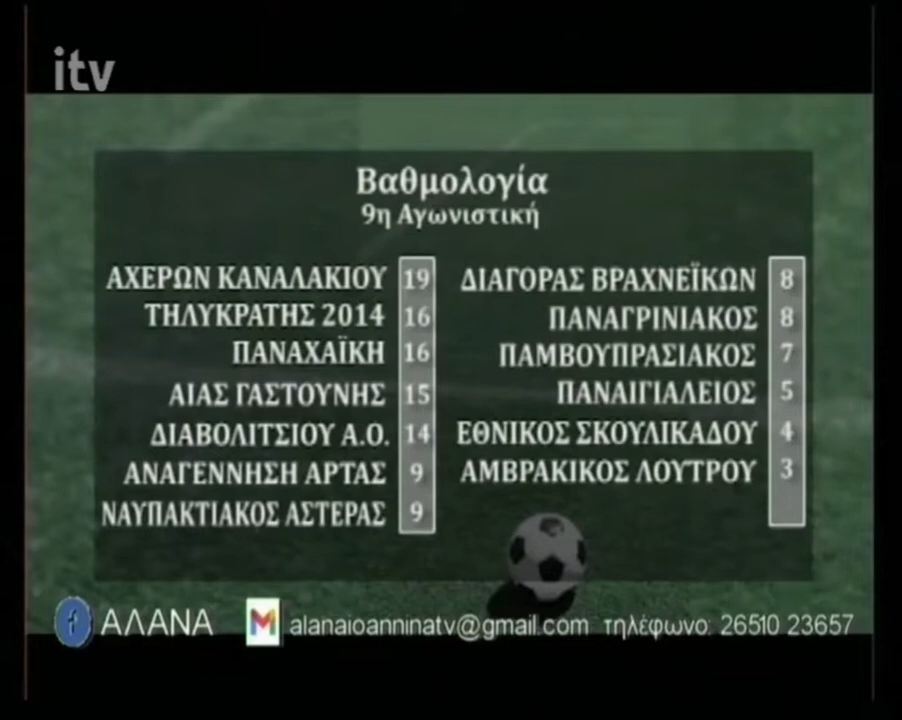 itv
Βαθμολογία
9η Αγωνιστική
ΑΧΕΡΩΝ ΚΑΝΑΛΑΚΙΟΥ 19
ΤΗΛΥΚΡΑΤΗΣ 2014 16
ΠΑΝΑΧΑΪΚΗ 16
ΑΙΑΣ ΓΑΣΤΟΥΝΗΣ 15
ΔΙΑΒΟΛΙΤΣΙΟΥ Α.Ο. 14
ΑΝΑΓΕΝΝΗΣΗ ΑΡΤΑΣ 9
ΝΑΥΠΑΚΤΙΑΚΟΣ ΑΣΤΕΡΑΣ 9
ΔΙΑΓΟΡΑΣ ΒΡΑΧΝΕΪΚΩΝ 8
ΠΑΝΑΓΡΙΝΙΑΚΟΣ 8
ΠΑΜΒΟΥΠΡΑΣΙΑΚΟΣ 7
ΠΑΝΑΙΓΙΑΛΕΙΟΣ 5
ΕΘΝΙΚΟΣ ΣΚΟΥΛΙΚΑΔΟΥ 4
ΑΜΒΡΑΚΙΚΟΣ ΛΟΥΤΡΟΥ 3
f ΑΛΑΝΑ M alanaioanninatv@gmail.com τηλέφωνο: 26510 23657